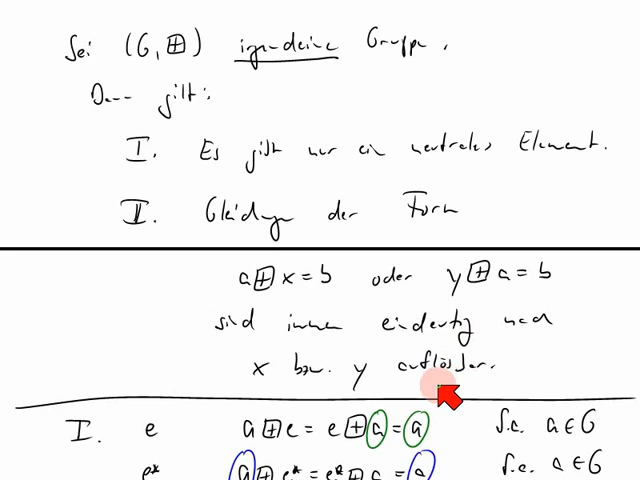 Sei (G, ⊞) irgendeine Gruppe.
Dann gilt:
I. Es gibt nur ein neutrales Element.
II. Gleichungen der Form
a ⊞ x = b oder y ⊞ a = b
sind immer eindeutig nach
x bzw. y auflösbar.
I. e a ⊞ e = e ⊞ a = a f.a. a ∈ G
e* a ⊞ e* = e* ⊞ a = a f.a. a ∈ G